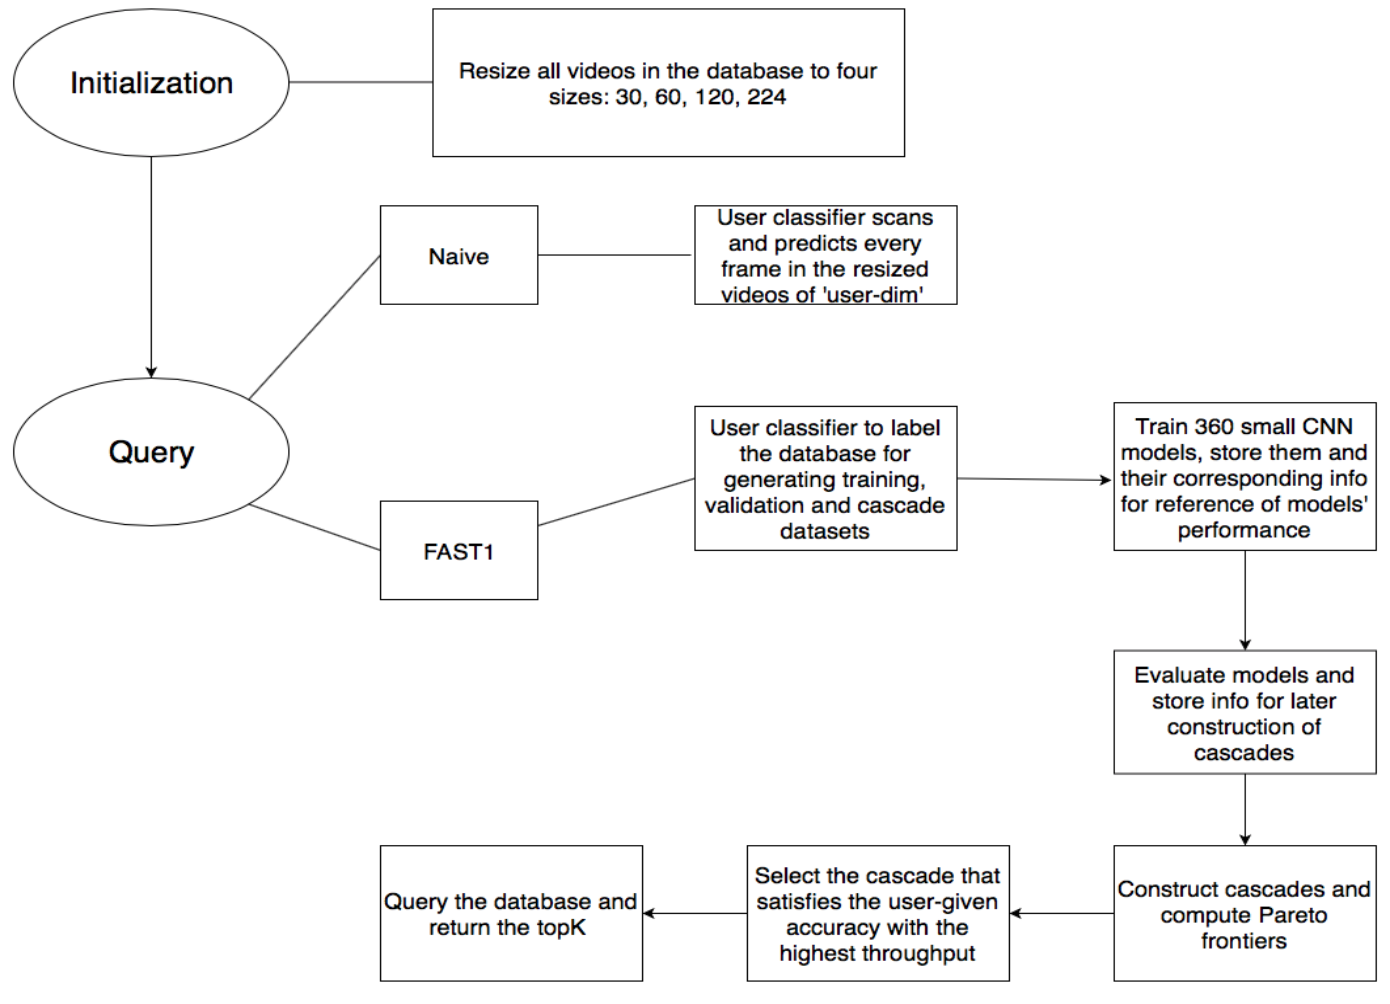 Initialization
Resize all videos in the database to four
sizes: 30, 60, 120, 224
Naive
User classifier scans
and predicts every
frame in the resized
videos of 'user-dim'
Query
FAST1
User classifier to label
the database for
generating training,
validation and cascade
datasets
Train 360 small CNN
models, store them and
their corresponding info
for reference of models'
performance
Evaluate models and
store info for later
construction of
cascades
Construct cascades and
compute Pareto
frontiers
Select the cascade that
satisfies the user-given
accuracy with the
highest throughput
Query the database and
return the topK